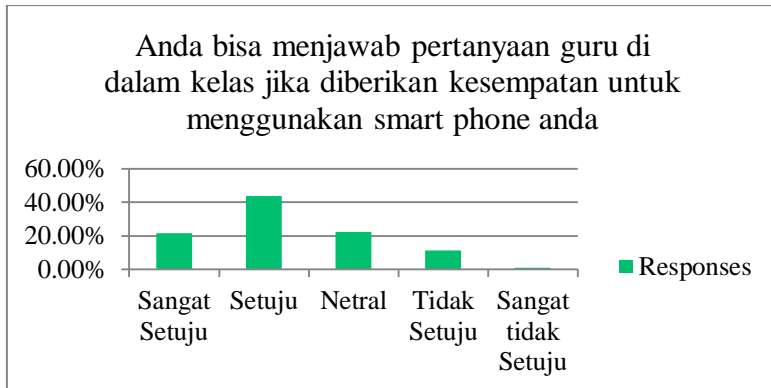 Anda bisa menjawab pertanyaan guru di
dalam kelas jika diberikan kesempatan untuk
menggunakan smart phone anda
60.00%
40.00%
20.00%
0.00%
Sangat
Setuju
Setuju
Netral
Tidak
Setuju
Sangat
tidak
Setuju
Responses